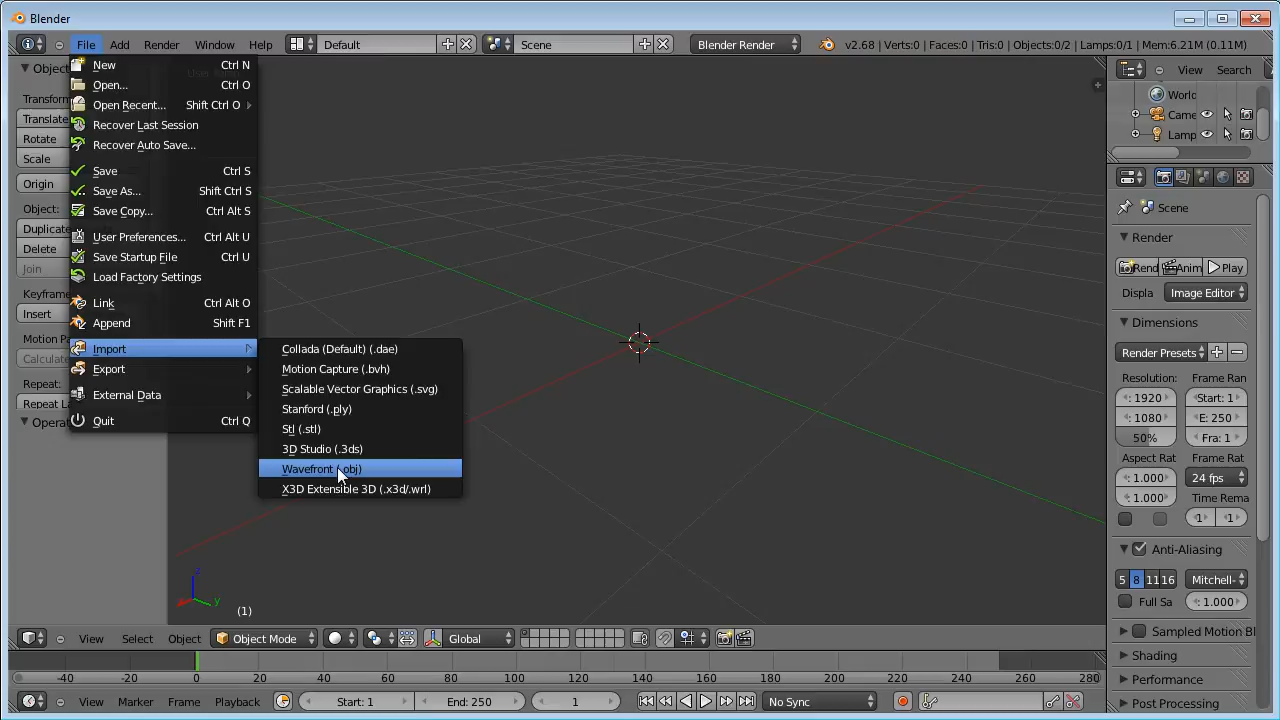 Blender
File Add Render Window Help Default Scene Blender Render v2.68 | Verts:0 | Faces:0 | Tris:0 | Objects:0/2 | Lamps:0/1 | Mem:6.21M (0.11M)
New Ctrl N
Open... Ctrl O
Open Recent... Shift Ctrl O
Recover Last Session
Recover Auto Save...
Save Ctrl S
Save As... Shift Ctrl S
Save Copy... Ctrl Alt S
User Preferences... Ctrl Alt U
Save Startup File Ctrl U
Load Factory Settings
Link Ctrl Alt O
Append Shift F1
Import
Export
External Data
Quit Ctrl Q
Collada (Default) (.dae)
Motion Capture (.bvh)
Scalable Vector Graphics (.svg)
Stanford (.ply)
Stl (.stl)
3D Studio (.3ds)
Wavefront (.obj)
X3D Extensible 3D (.x3d/.wrl)
Object
Transform
Translate
Rotate
Scale
Origin
Object:
Duplicate
Delete
Join
Keyframe
Insert
Motion Pa
Calculate
Repeat:
Repeat La
Operat
z
y
(1)
View Search
World
Came
Lamp
Scene
Render
Rend Anim Play
Displa Image Editor
Dimensions
Render Presets
Resolution: Frame Ran
: 1920 Start: 1
: 1080 E: 250
50% Fra: 1
Aspect Rat Frame Rat
: 1.000 24 fps
: 1.000 Time Rema
: 1 : 1
Anti-Aliasing
5 8 11 16 Mitchell-
Full Sa : 1.000
Sampled Motion Bl
Shading
Performance
Post Processing
View Select Object Object Mode Global
-40 -20 0 20 40 60 80 100 120 140 160 180 200 220 240 260 280
View Marker Frame Playback Start: 1 End: 250 1 No Sync